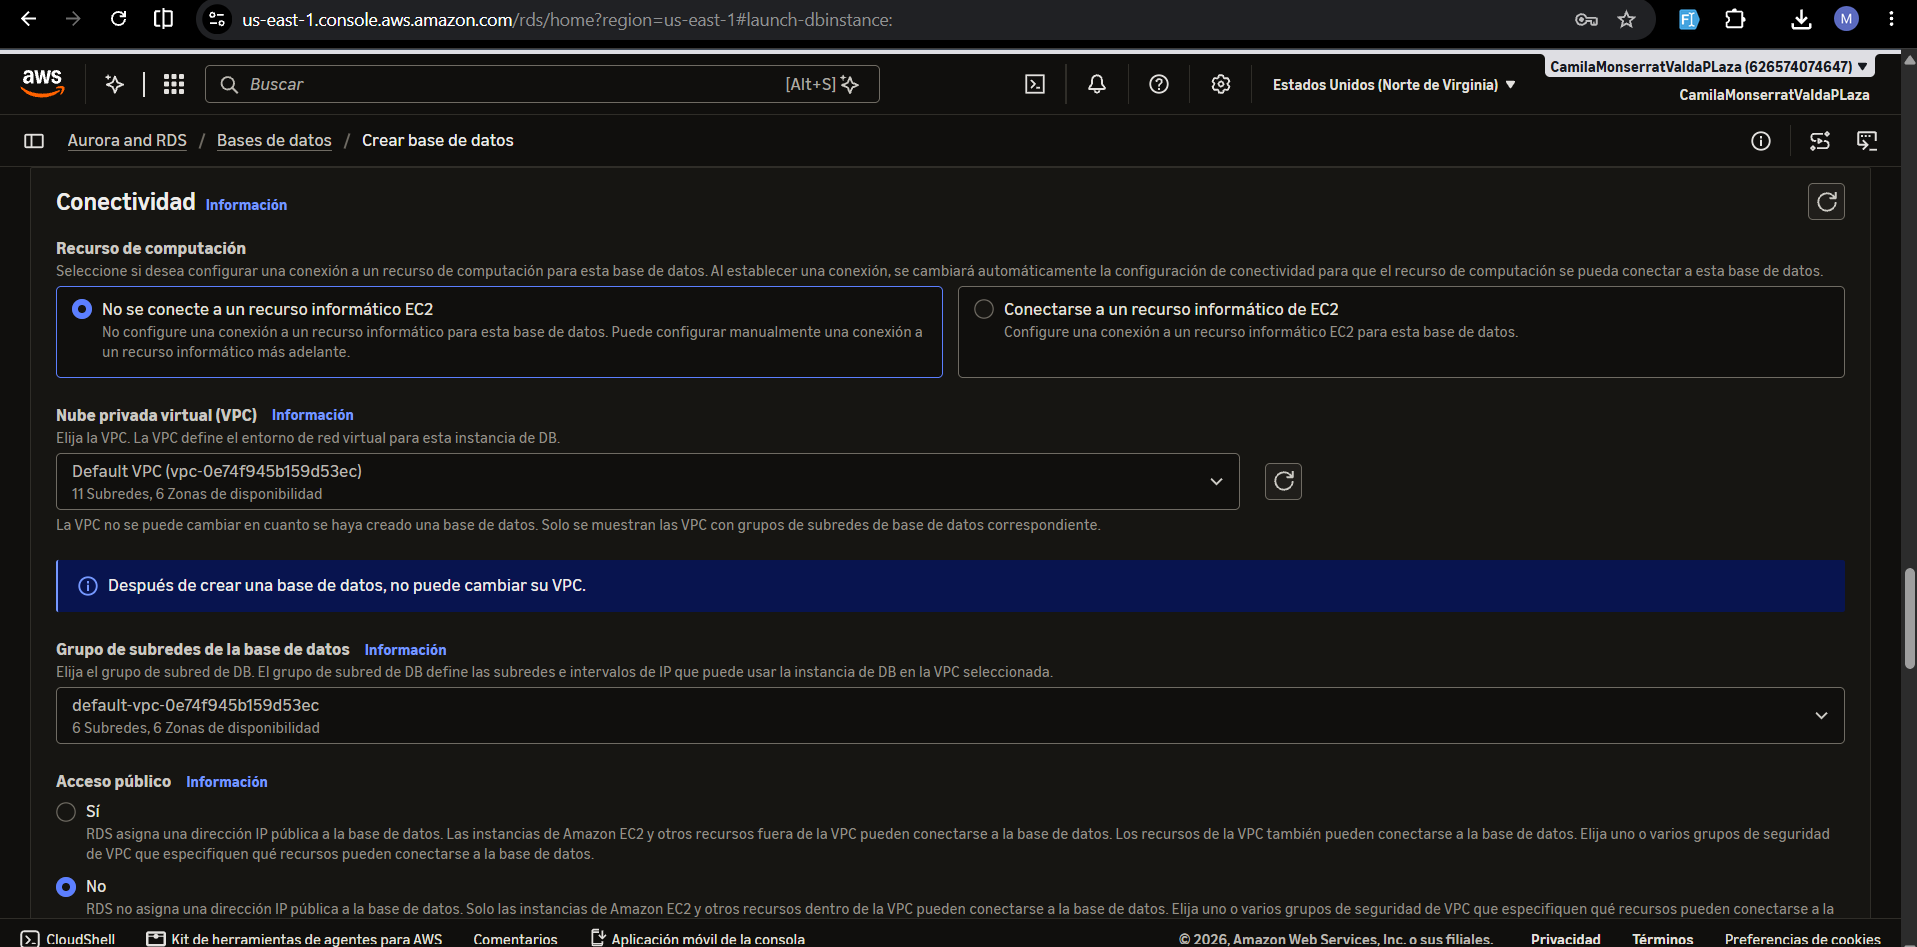 us-east-1.console.aws.amazon.com/rds/home?region=us-east-1#launch-dbinstance:
M
aws
Buscar
[Alt+S]
Estados Unidos (Norte de Virginia) ▼
CamilaMonserratValdaPLaza (626574074647) ▼
CamilaMonserratValdaPLaza
Aurora and RDS / Bases de datos / Crear base de datos
Conectividad Información
Recurso de computación
Seleccione si desea configurar una conexión a un recurso de computación para esta base de datos. Al establecer una conexión, se cambiará automáticamente la configuración de conectividad para que el recurso de computación se pueda conectar a esta base de datos.
No se conecte a un recurso informático EC2
No configure una conexión a un recurso informático para esta base de datos. Puede configurar manualmente una conexión a
un recurso informático más adelante.
Conectarse a un recurso informático de EC2
Configure una conexión a un recurso informático EC2 para esta base de datos.
Nube privada virtual (VPC) Información
Elija la VPC. La VPC define el entorno de red virtual para esta instancia de DB.
Default VPC (vpc-0e74f945b159d53ec)
11 Subredes, 6 Zonas de disponibilidad
La VPC no se puede cambiar en cuanto se haya creado una base de datos. Solo se muestran las VPC con grupos de subredes de base de datos correspondiente.
Después de crear una base de datos, no puede cambiar su VPC.
Grupo de subredes de la base de datos Información
Elija el grupo de subred de DB. El grupo de subred de DB define las subredes e intervalos de IP que puede usar la instancia de DB en la VPC seleccionada.
default-vpc-0e74f945b159d53ec
6 Subredes, 6 Zonas de disponibilidad
Acceso público Información
Sí
RDS asigna una dirección IP pública a la base de datos. Las instancias de Amazon EC2 y otros recursos fuera de la VPC pueden conectarse a la base de datos. Los recursos de la VPC también pueden conectarse a la base de datos. Elija uno o varios grupos de seguridad
de VPC que especifiquen qué recursos pueden conectarse a la base de datos.
No
RDS no asigna una dirección IP pública a la base de datos. Solo las instancias de Amazon EC2 y otros recursos dentro de la VPC pueden conectarse a la base de datos. Elija uno o varios grupos de seguridad de VPC que especifiquen qué recursos pueden conectarse a la
CloudShell
Kit de herramientas de agentes para AWS
Comentarios
Aplicación móvil de la consola
© 2026, Amazon Web Services, Inc. o sus filiales.
Privacidad
Términos
Preferencias de cookies